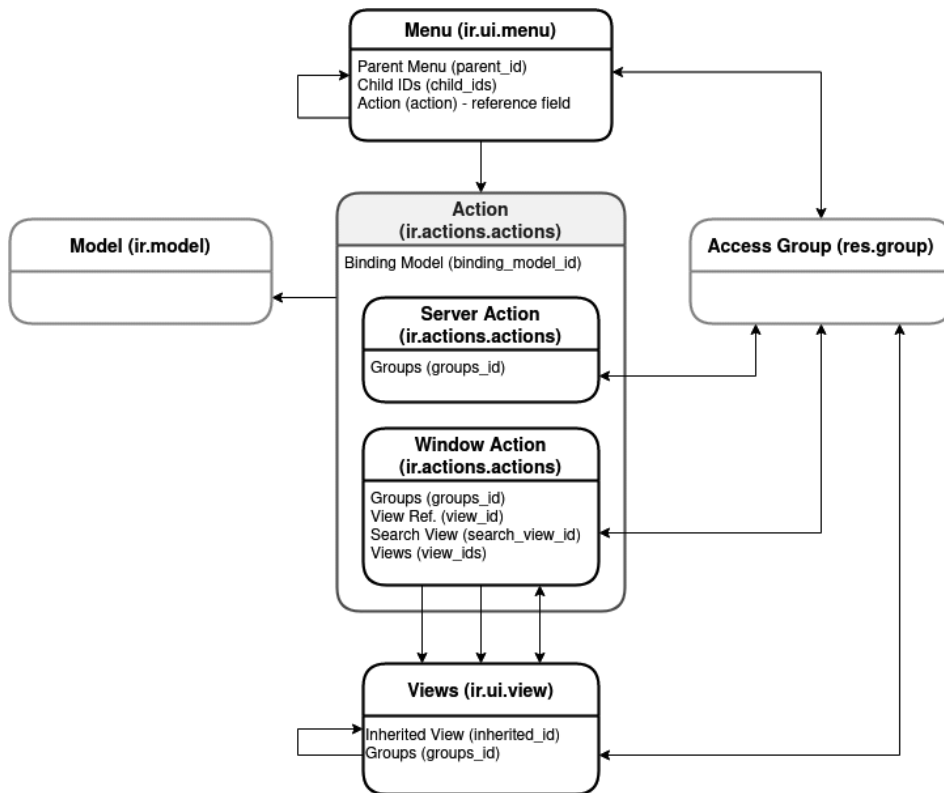 Menu (ir.ui.menu)
Parent Menu (parent_id)
Child IDs (child_ids)
Action (action) - reference field
Action
(ir.actions.actions)
Binding Model (binding_model_id)
Model (ir.model)
Access Group (res.group)
Server Action
(ir.actions.actions)
Groups (groups_id)
Window Action
(ir.actions.actions)
Groups (groups_id)
View Ref. (view_id)
Search View (search_view_id)
Views (view_ids)
Views (ir.ui.view)
Inherited View (inherited_id)
Groups (groups_id)